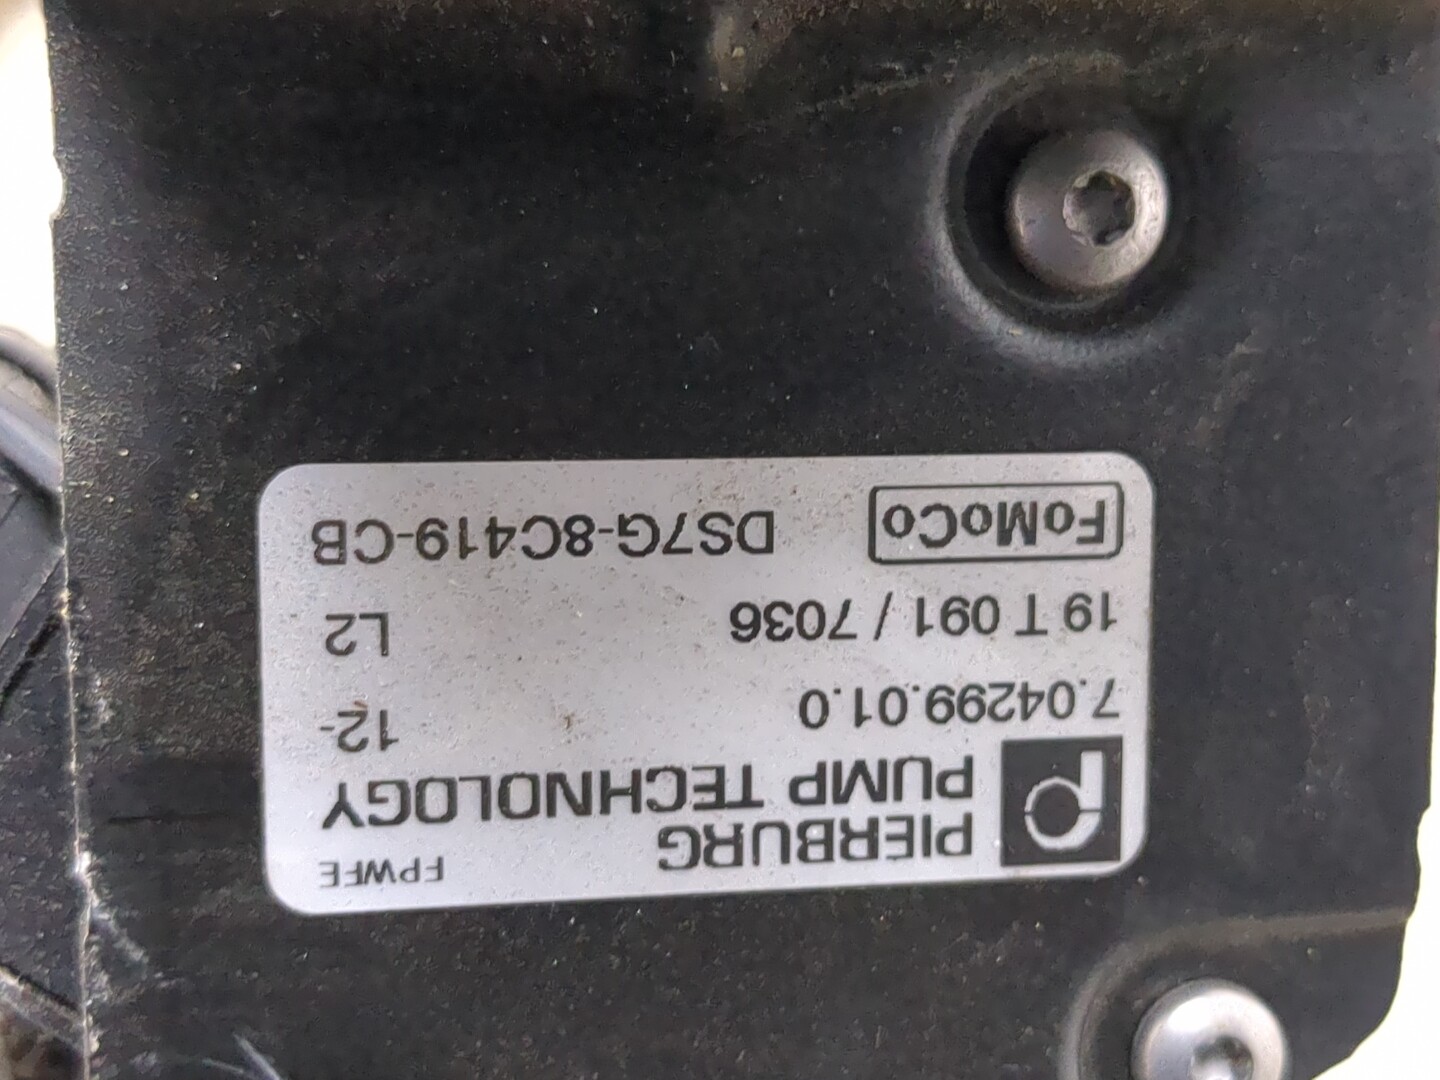 FPWFE
PIERBURG
PUMP TECHNOLOGY
7.04299.01.0 12-
19 T 091 / 7036 L2
FoMoCo DS7G-8C419-CB